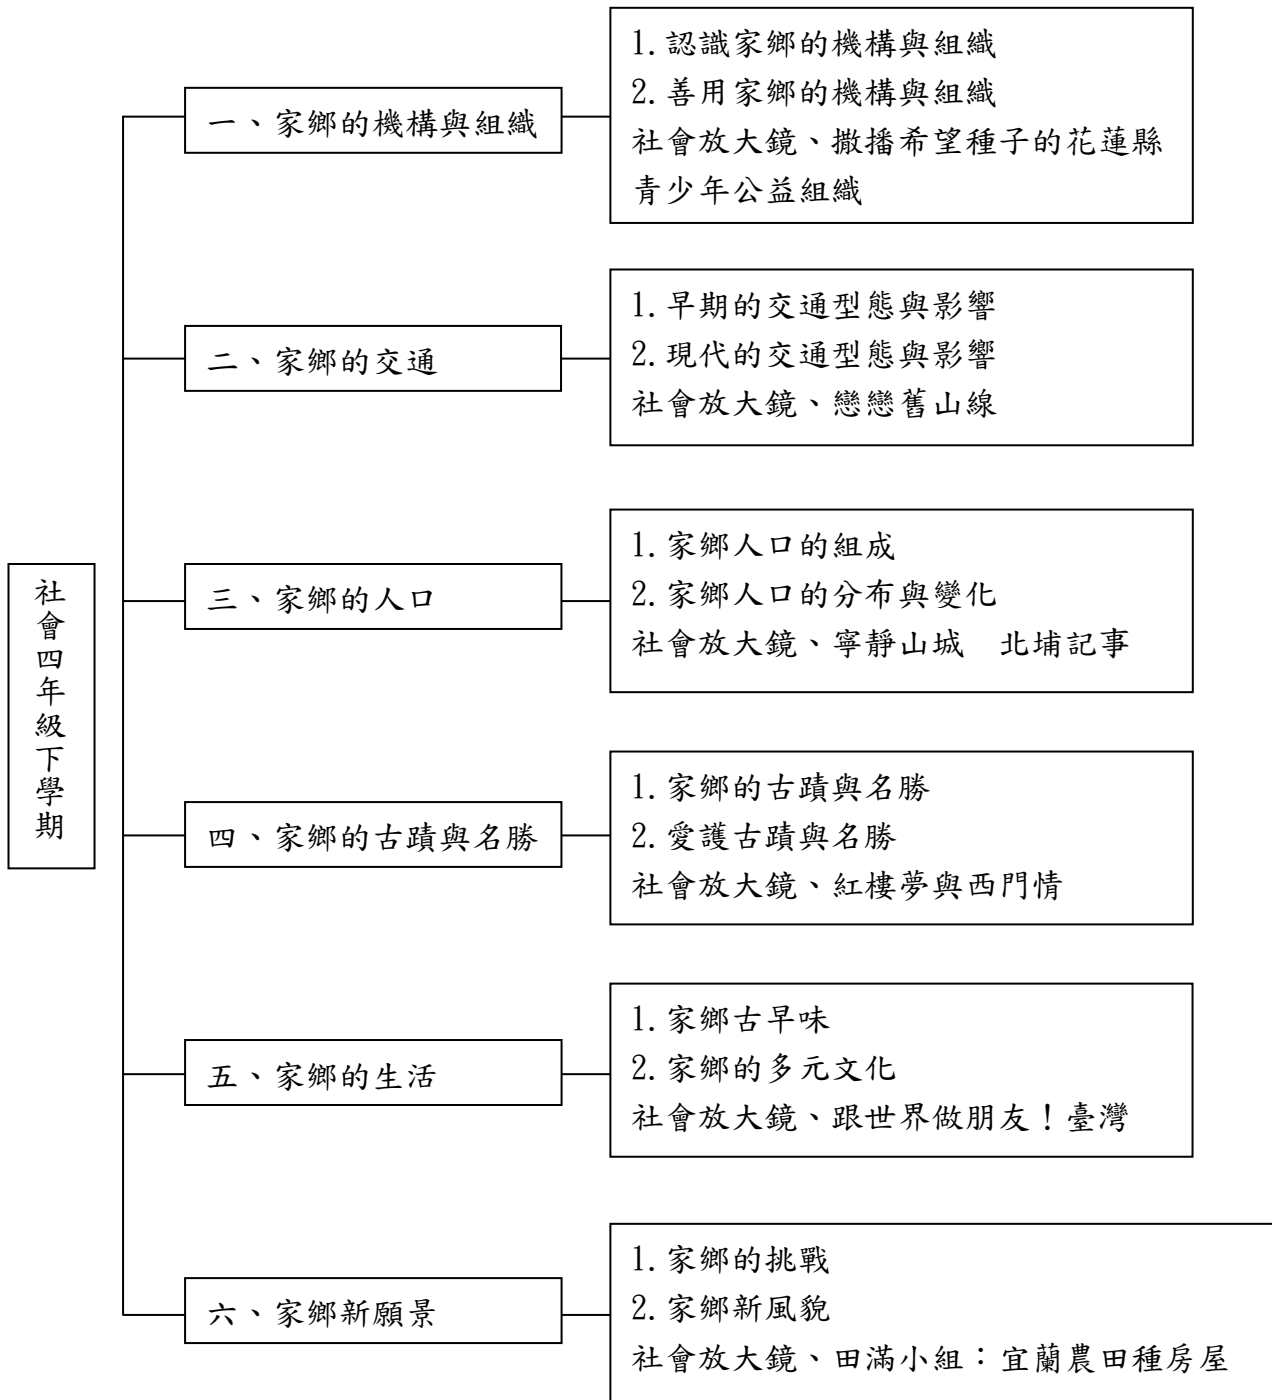 社會四年級下學期
一、家鄉的機構與組織
1.認識家鄉的機構與組織
2.善用家鄉的機構與組織
社會放大鏡、撒播希望種子的花蓮縣
青少年公益組織
二、家鄉的交通
1.早期的交通型態與影響
2.現代的交通型態與影響
社會放大鏡、戀戀舊山線
三、家鄉的人口
1.家鄉人口的組成
2.家鄉人口的分布與變化
社會放大鏡、寧靜山城　北埔記事
四、家鄉的古蹟與名勝
1.家鄉的古蹟與名勝
2.愛護古蹟與名勝
社會放大鏡、紅樓夢與西門情
五、家鄉的生活
1.家鄉古早味
2.家鄉的多元文化
社會放大鏡、跟世界做朋友！臺灣
六、家鄉新願景
1.家鄉的挑戰
2.家鄉新風貌
社會放大鏡、田滿小組：宜蘭農田種房屋